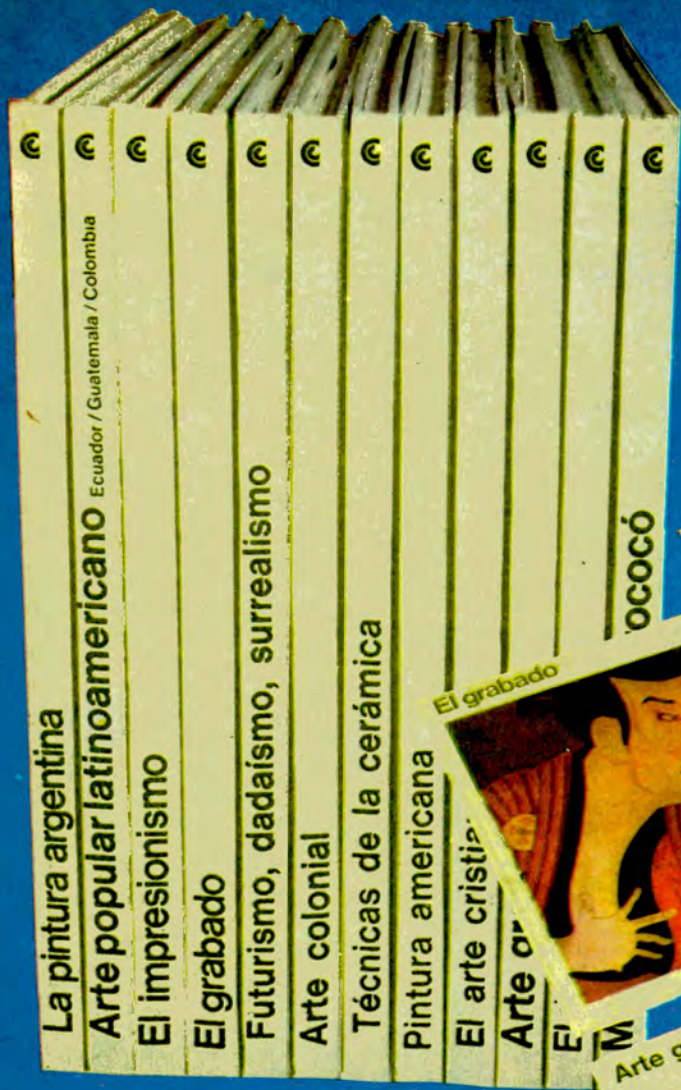 La pintura argentina
Arte popular latinoamericano Ecuador / Guatemala / Colombia
El impresionismo
El grabado
Futurismo, dadaísmo, surrealismo
Arte colonial
Técnicas de la cerámica
Pintura americana
El arte
Arte
El grabado
Arte